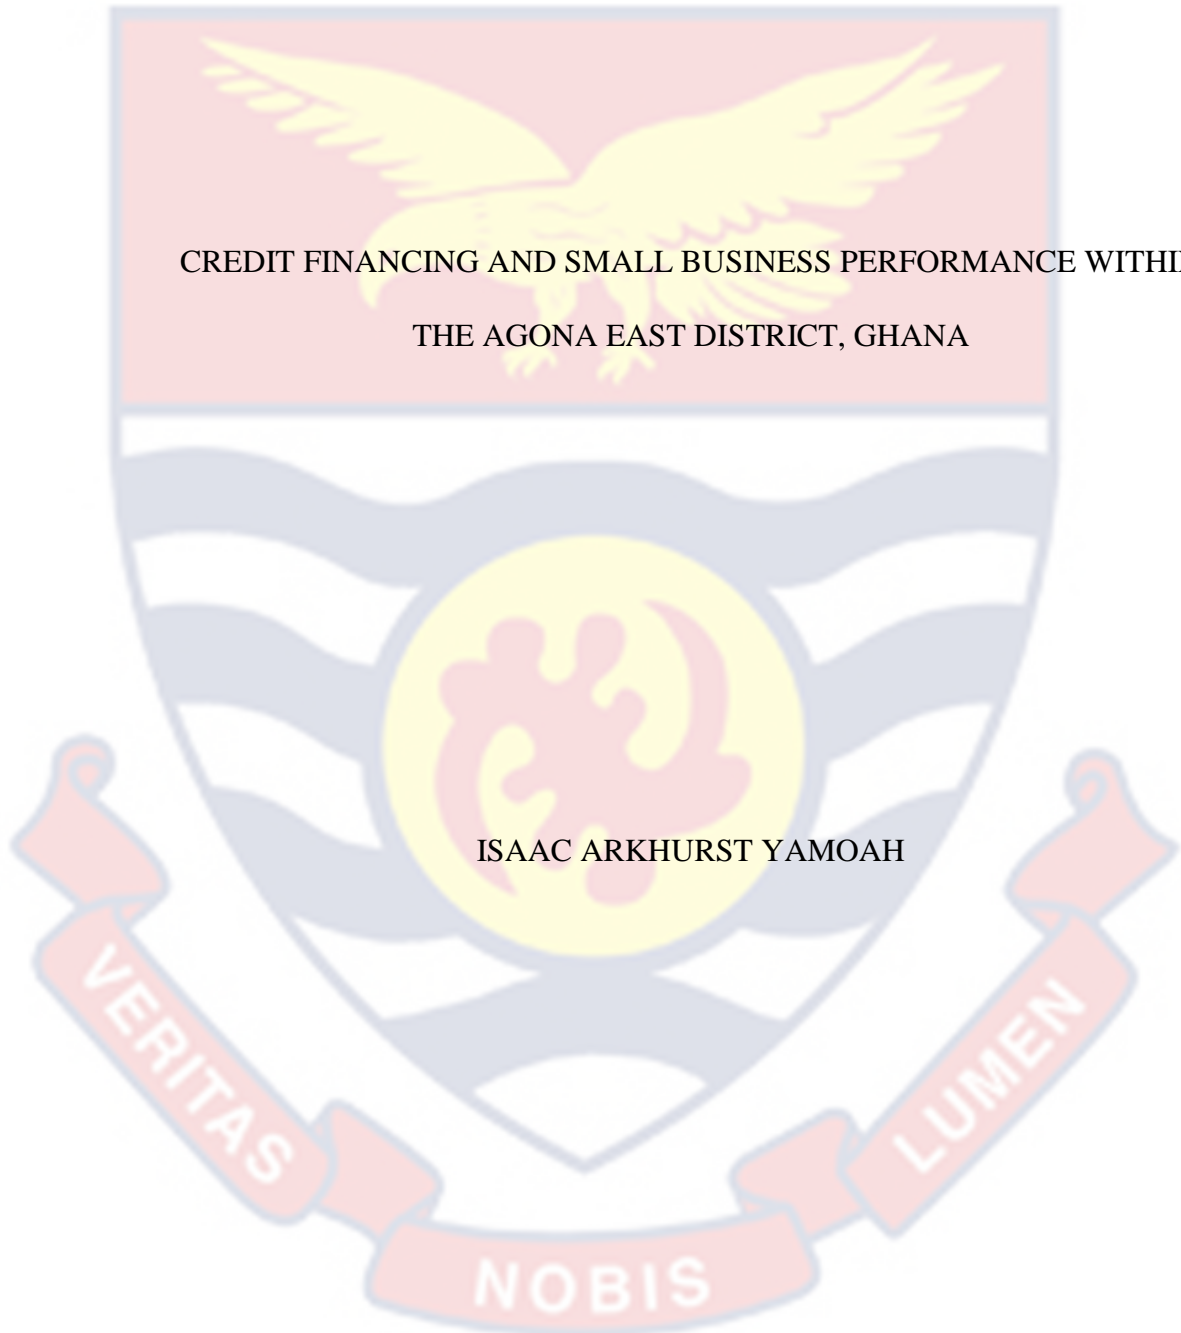 CREDIT FINANCING AND SMALL BUSINESS PERFORMANCE WITHI
THE AGONA EAST DISTRICT, GHANA
ISAAC ARKHURST YAMOAH
VERITAS
NOBIS
LUMEN